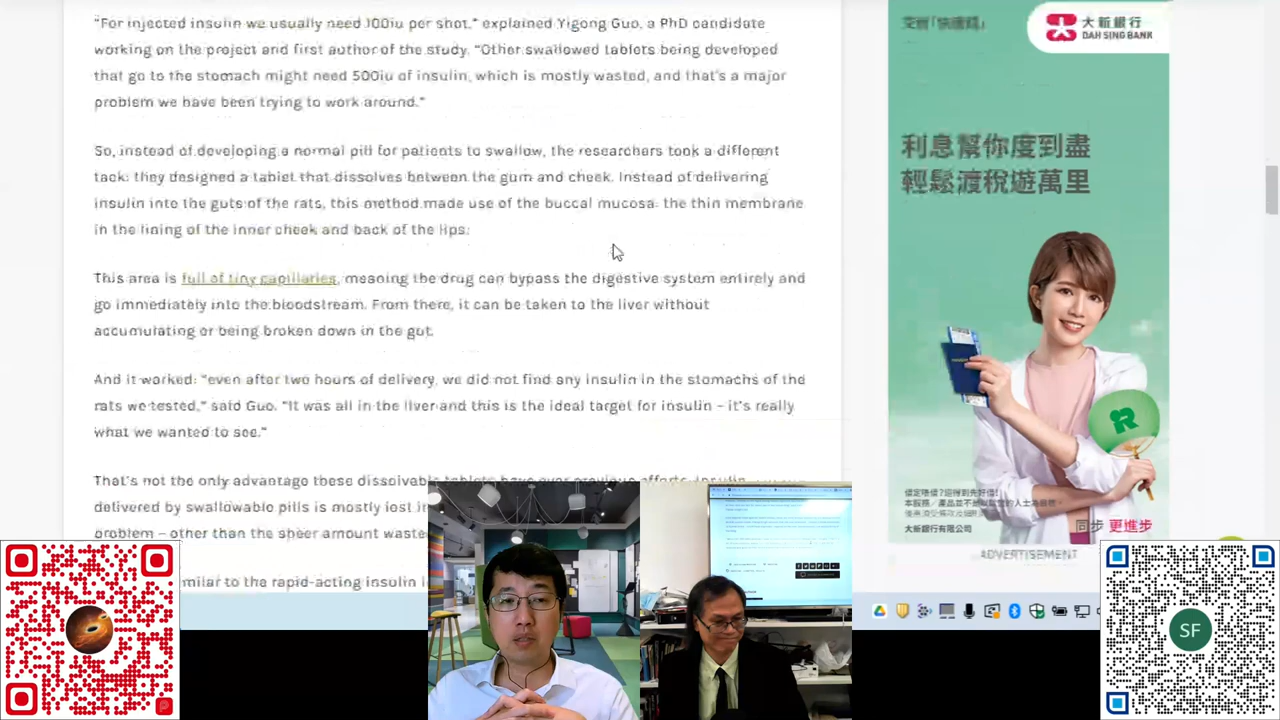 "For injected insulin we usually need 100iu per shot." explained Yigong Guo, a PhD candidate
working on the project and first author of the study. "Other swallowed tablets being developed
that go to the stomach might need 500iu of insulin, which is mostly wasted, and that's a major
problem we have been trying to work around."
So, instead of developing a normal pill for patients to swallow, the researchers took a different
tack: they designed a tablet that dissolves between the gum and cheek. Instead of delivering
insulin into the guts of the rats, this method made use of the buccal mucosa: the thin membrane
in the lining of the inner cheek and back of the lips.
This area is full of tiny capillaries, meaning the drug can bypass the digestive system entirely and
go immediately into the bloodstream. From there, it can be taken to the liver without
accumulating or being broken down in the gut.
And it worked: "even after two hours of delivery, we did not find any insulin in the stomachs of the
rats we tested," said Guo. "It was all in the liver and this is the ideal target for insulin – it's really
what we wanted to see."
That's not the only advantage these dissolvable tablets have over previous efforts. Insulin
delivered by swallowable pills is mostly lost in
problem – other than the sheer amount waste
milar to the rapid-acting insulin i
大新銀行
DAH SING BANK
利息幫你度到盡
輕鬆渡稅遊萬里
大新銀行有限公司
同步 更進步
ADVERTISEMENT
SF